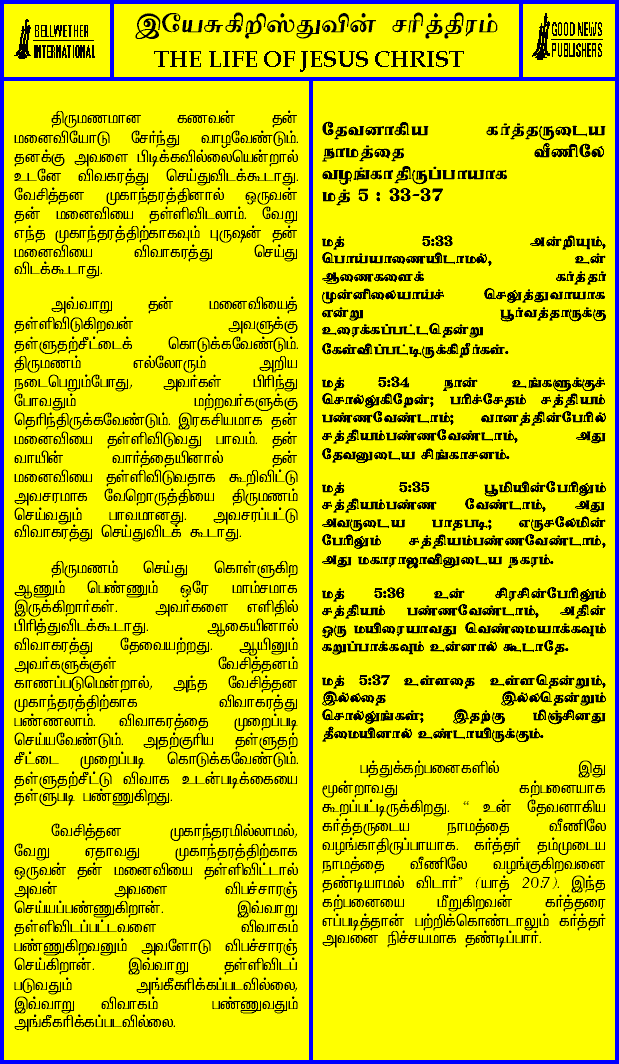 BELLWETHER
INTERNATIONAL
இயேசுகிறிஸ்துவின் சரித்திரம்
THE LIFE OF JESUS CHRIST
GOOD NEWS
PUBLISHERS
திருமணமான கணவன் தன்
மனைவியோடு சேர்ந்து வாழவேண்டும்.
தனக்கு அவளை பிடிக்கவில்லையென்றால்
உடனே விவகரத்து செய்துவிடக்கூடாது.
வேசித்தன முகாந்தரத்தினால் ஒருவன்
தன் மனைவியை தள்ளிவிடலாம். வேறு
எந்த முகாந்தரத்திற்காகவும் புருஷன் தன்
மனைவியை விவாகரத்து செய்து
விடக்கூடாது.
அவ்வாறு தன் மனைவியைத்
தள்ளிவிடுகிறவன் அவளுக்கு
தள்ளுதற்சீட்டைக் கொடுக்கவேண்டும்.
திருமணம் எல்லோரும் அறிய
நடைபெறும்போது, அவர்கள் பிரிந்து
போவதும் மற்றவர்களுக்கு
தெரிந்திருக்கவேண்டும். இரகசியமாக தன்
மனைவியை தள்ளிவிடுவது பாவம். தன்
வாயின் வார்த்தையினால் தன்
மனைவியை தள்ளிவிடுவதாக கூறிவிட்டு
அவசரமாக வேறொருத்தியை திருமணம்
செய்வதும் பாவமானது. அவசரப்பட்டு
விவாகரத்து செய்துவிடக் கூடாது.
திருமணம் செய்து கொள்ளுகிற
ஆணும் பெண்ணும் ஒரே மாம்சமாக
இருக்கிறார்கள். அவர்களை எளிதில்
பிரித்துவிடக்கூடாது. ஆகையினால்
விவாகரத்து தேவையற்றது. ஆயினும்
அவர்களுக்குள் வேசித்தனம்
காணப்படுமென்றால், அந்த வேசித்தன
முகாந்தரத்திற்காக விவாகரத்து
பண்ணலாம். விவாகரத்தை முறைப்படி
செய்யவேண்டும். அதற்குரிய தள்ளுதற்
சீட்டை முறைப்படி கொடுக்கவேண்டும்.
தள்ளுதற்சீட்டு விவாக உடன்படிக்கையை
தள்ளுபடி பண்ணுகிறது.
வேசித்தன முகாந்தரமில்லாமல்,
வேறு ஏதாவது முகாந்தரத்திற்காக
ஒருவன் தன் மனைவியை தள்ளிவிட்டால்
அவன் அவளை விபச்சாரஞ்
செய்யப்பண்ணுகிறான். இவ்வாறு
தள்ளிவிடப்பட்டவளை விவாகம்
பண்ணுகிறவனும் அவளோடு விபச்சாரஞ்
செய்கிறான். இவ்வாறு தள்ளிவிடப்
படுவதும் அங்கீகரிக்கப்படவில்லை,
இவ்வாறு விவாகம் பண்ணுவதும்
அங்கீகரிக்கப்படவில்லை.
தேவனாகிய கர்த்தருடைய
நாமத்தை வீணிலே
வழங்காதிருப்பாயாக
மத் 5 : 33-37
மத் 5:33 அன்றியும்,
பொய்யாணையிடாமல், உன்
ஆணைகளைக் கர்த்தர்
முன்னிலையாய்ச் செலுத்துவாயாக
என்று பூர்வத்தாருக்கு
உரைக்கப்பட்டதென்று
கேள்விப்பட்டிருக்கிறீர்கள்.
மத் 5:34 நான் உங்களுக்குச்
சொல்லுகிறேன்; பரிச்சேதம் சத்தியம்
பண்ணவேண்டாம்; வானத்தின்பேரில்
சத்தியம்பண்ணவேண்டாம், அது
தேவனுடைய சிங்காசனம்.
மத் 5:35 பூமியின்பேரிலும்
சத்தியம்பண்ண வேண்டாம், அது
அவருடைய பாதபடி; எருசலேமின்
பேரிலும் சத்தியம்பண்ணவேண்டாம்,
அது மகாராஜாவினுடைய நகரம்.
மத் 5:36 உன் சிரசின்பேரிலும்
சத்தியம் பண்ணவேண்டாம், அதின்
ஒரு மயிரையாவது வெண்மையாக்கவும்
கறுப்பாக்கவும் உன்னால் கூடாதே.
மத் 5:37 உள்ளதை உள்ளதென்றும்,
இல்லதை இல்லதென்றும்
சொல்லுங்கள்; இதற்கு மிஞ்சினது
தீமையினால் உண்டாயிருக்கும்.
பத்துக்கற்பனைகளில் இது
மூன்றாவது கற்பனையாக
கூறப்பட்டிருக்கிறது. “ உன் தேவனாகிய
கர்த்தருடைய நாமத்தை வீணிலே
வழங்காதிருப்பாயாக. கர்த்தர் தம்முடைய
நாமத்தை வீணிலே வழங்குகிறவனை
தண்டியாமல் விடார்” (யாத் 20:7). இந்த
கற்பனையை மீறுகிறவன் கர்த்தரை
எப்படித்தான் பற்றிக்கொண்டாலும் கர்த்தர்
அவனை நிச்சயமாக தண்டிப்பார்.